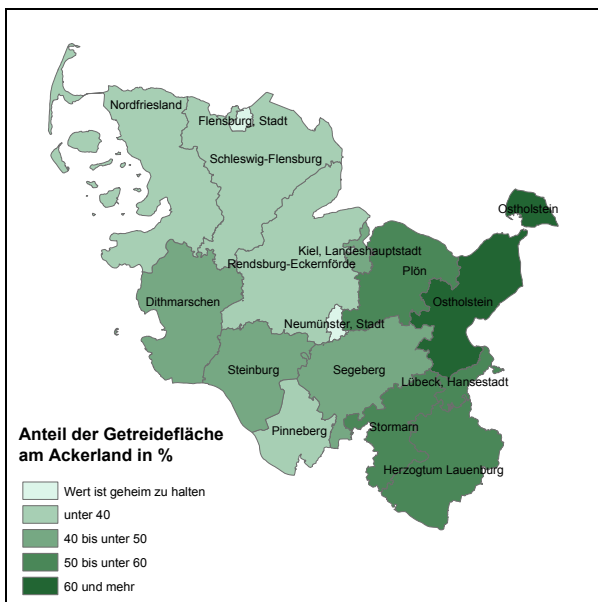 Nordfriesland
Flensburg, Stadt
Schleswig-Flensburg
Ostholstein
Kiel, Landeshauptstadt
Rendsburg-Eckernförde
Plön
Dithmarschen
Ostholstein
Neumünster, Stadt
Steinburg
Segeberg
Lübeck, Hansestadt
Pinneberg
Stormarn
Herzogtum Lauenburg
Anteil der Getreidefläche
am Ackerland in %
Wert ist geheim zu halten
unter 40
40 bis unter 50
50 bis unter 60
60 und mehr